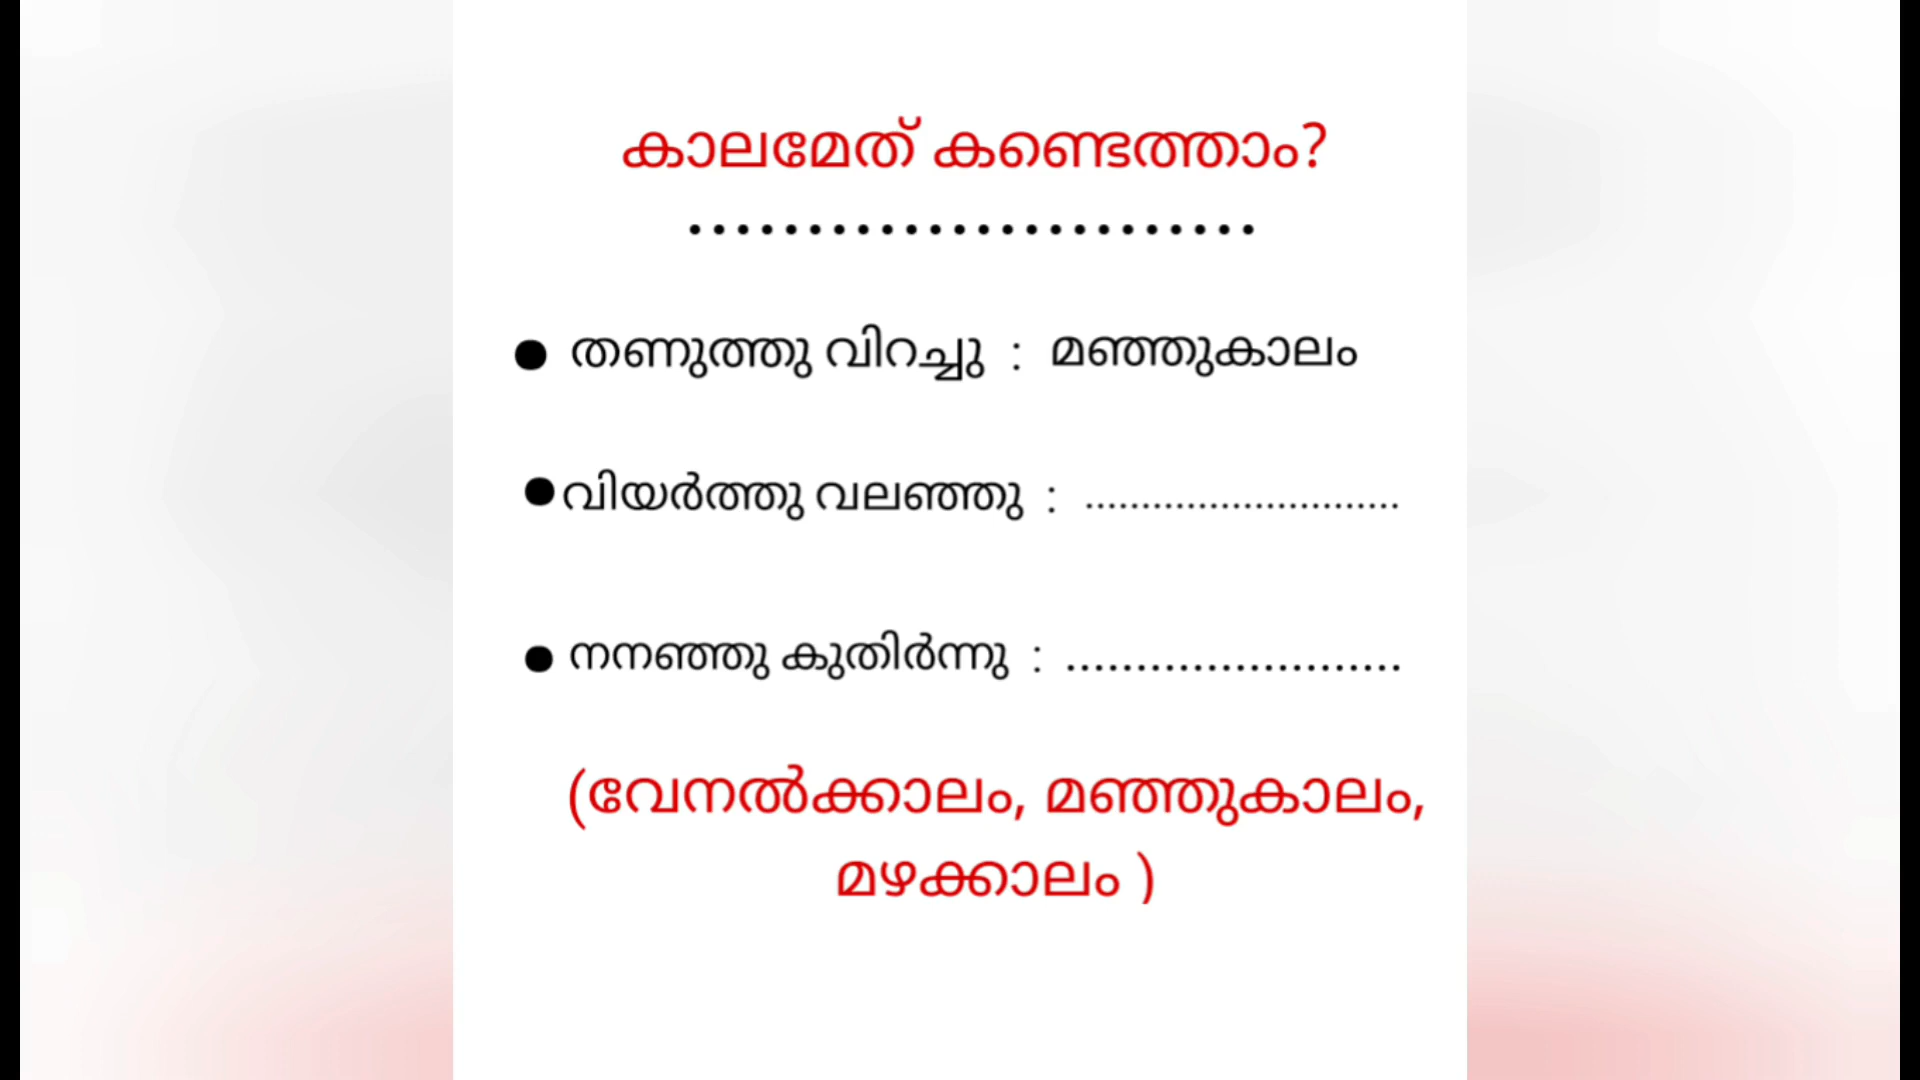 കാലമേത് കണ്ടെത്താം?
........................
● തണുത്തു വിറച്ചു : മഞ്ഞുകാലം
● വിയർത്തു വലഞ്ഞു : ............................
● നനഞ്ഞു കുതിർന്നു : .............................
(വേനൽക്കാലം, മഞ്ഞുകാലം,
മഴക്കാലം )